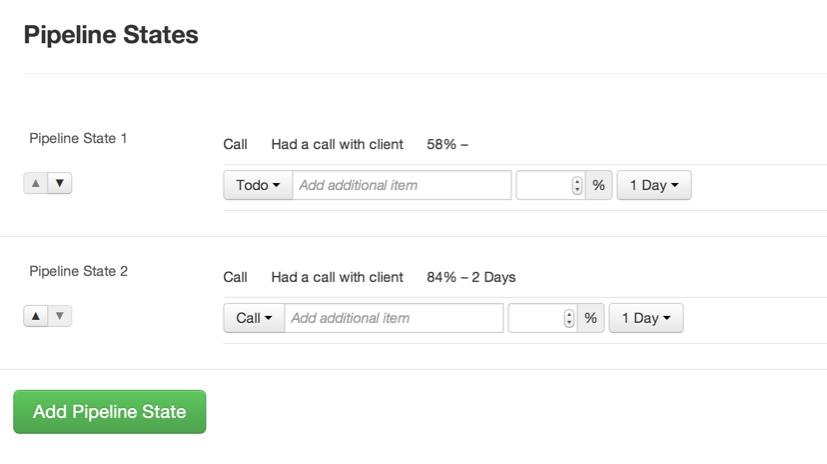 Pipeline States
Pipeline State 1
Call Had a call with client 58% –
Todo Add additional item % 1 Day
Pipeline State 2
Call Had a call with client 84% – 2 Days
Call Add additional item % 1 Day
Add Pipeline State